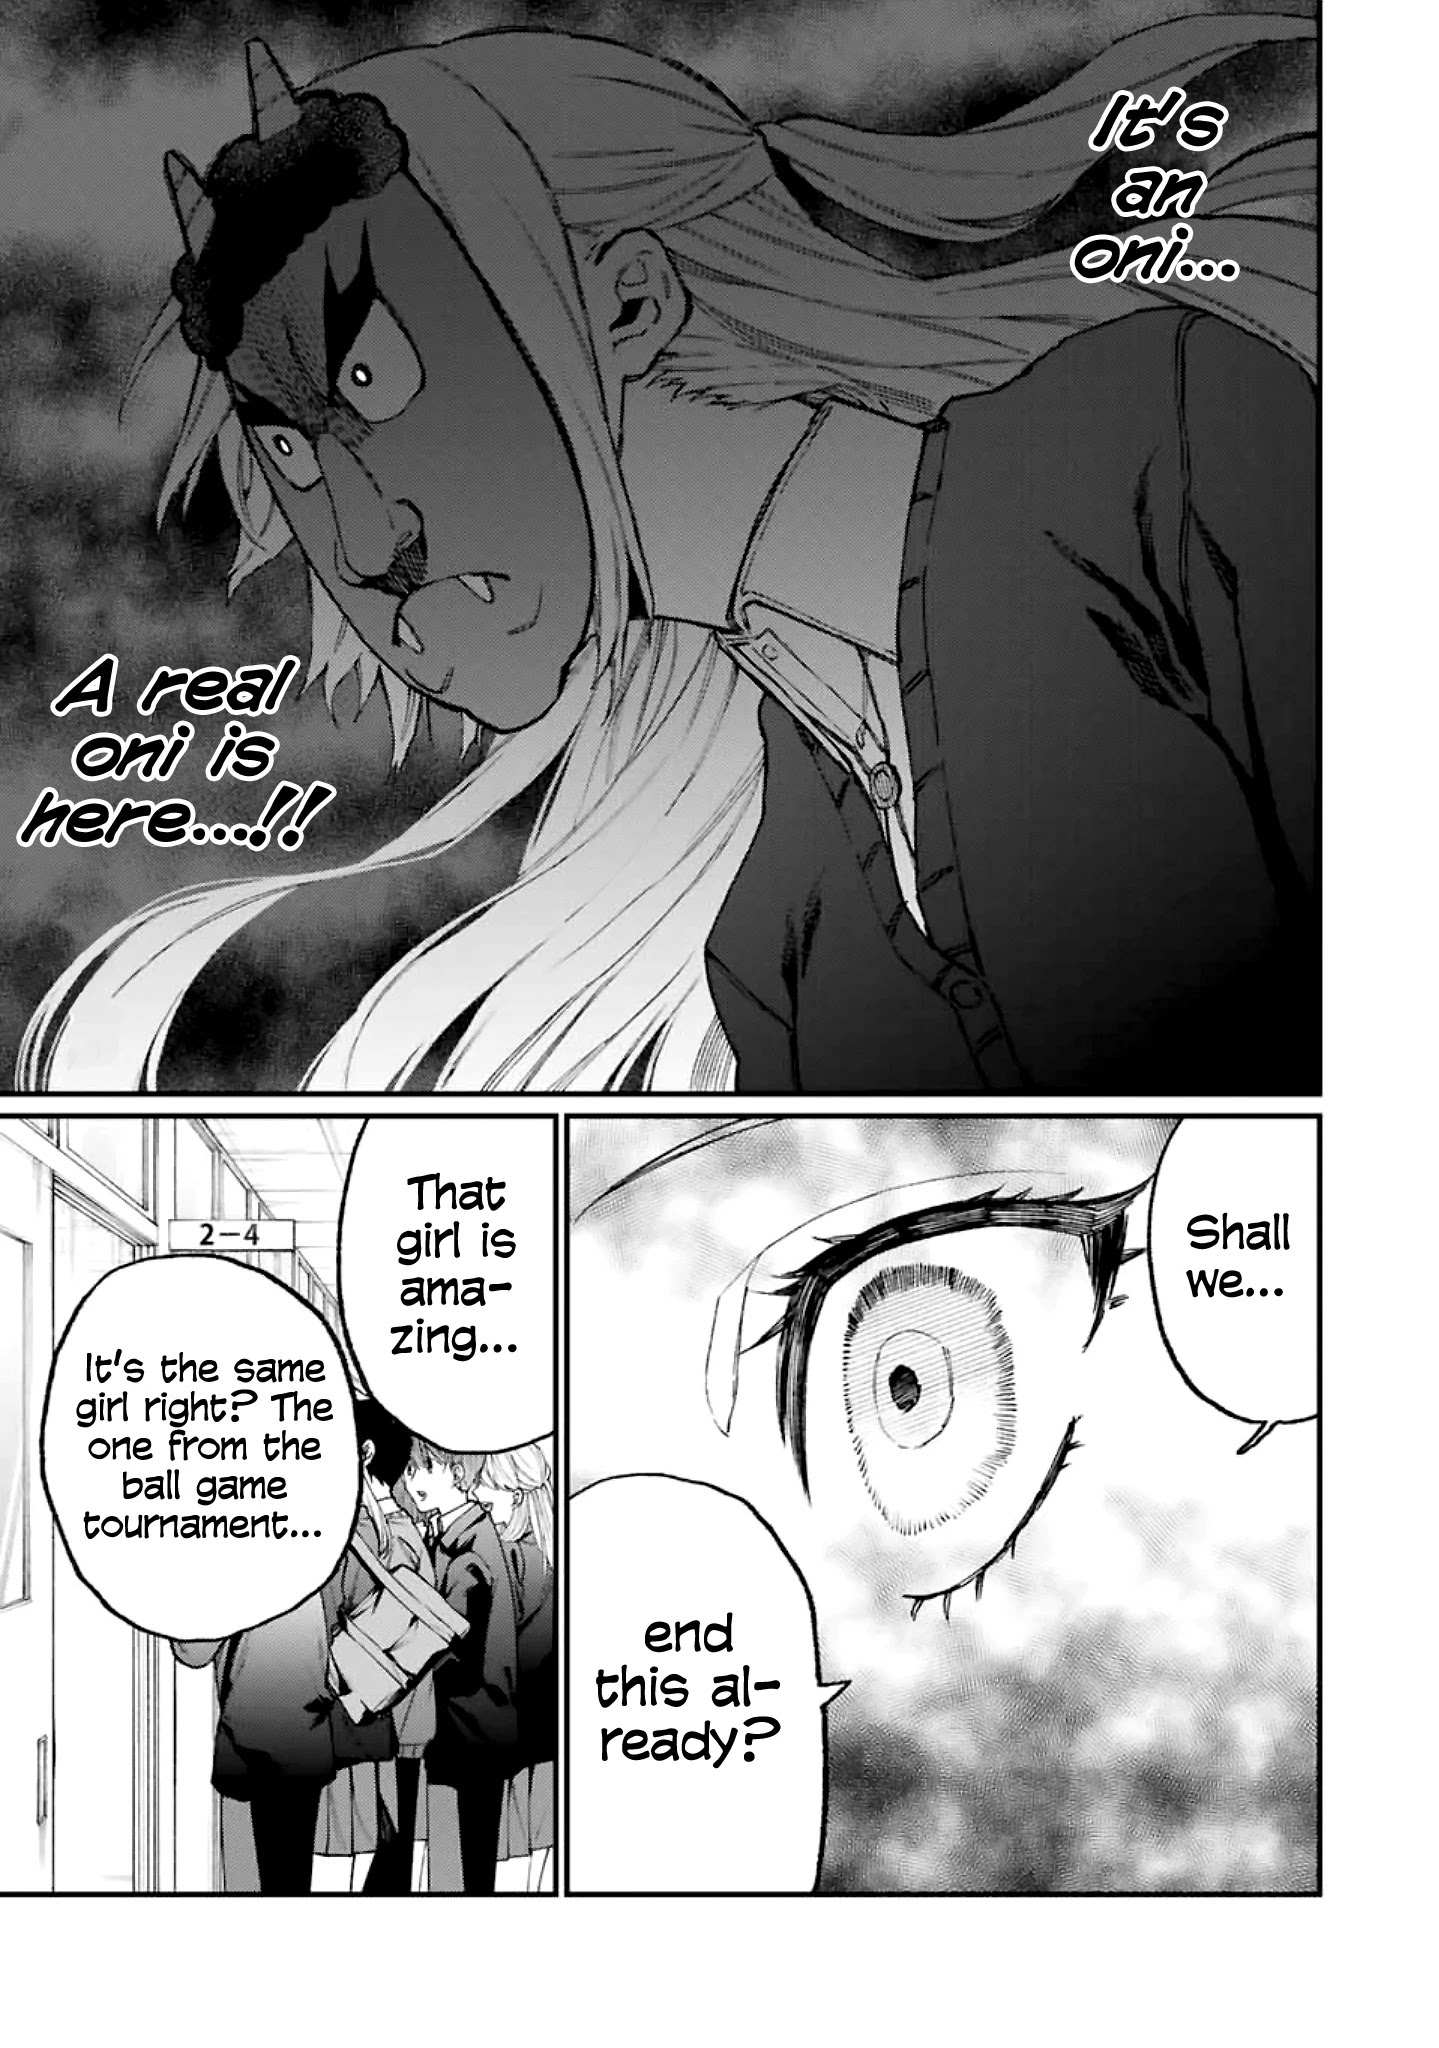 It's
an
oni...
A real
oni is
here...!!
Shall
we...
end
this al-
ready?
That
girl is
ama-
zing...
2-4
It's the same
girl right? The
one from the
ball game
tournament...